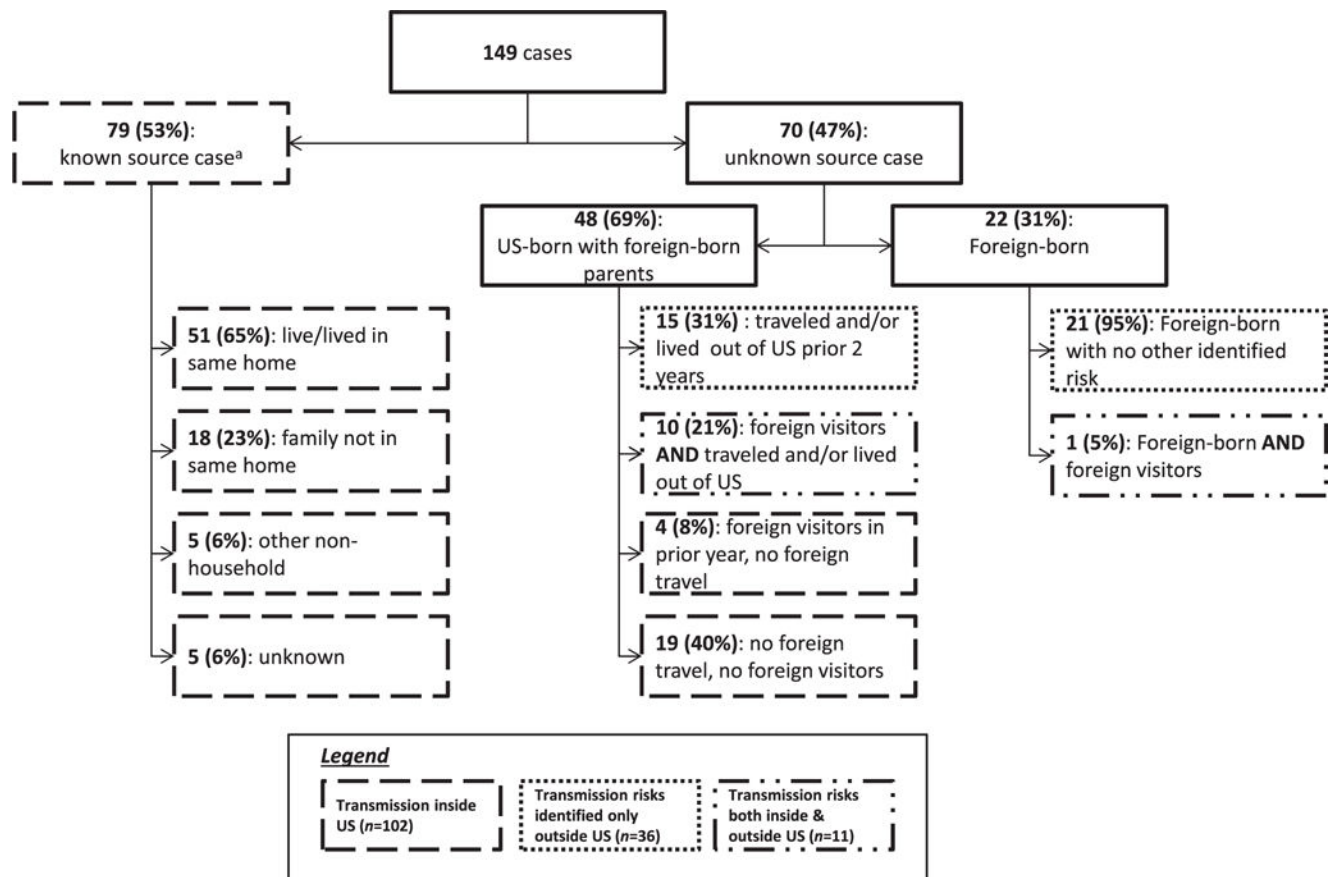 149 cases
79 (53%):
known source caseᵃ
70 (47%):
unknown source case
48 (69%):
US-born with foreign-born
parents
22 (31%):
Foreign-born
51 (65%): live/lived in
same home
18 (23%): family not in
same home
5 (6%): other non-
household
5 (6%): unknown
15 (31%) : traveled and/or
lived out of US prior 2
years
10 (21%): foreign visitors
AND traveled and/or lived
out of US
4 (8%): foreign visitors in
prior year, no foreign
travel
19 (40%): no foreign
travel, no foreign visitors
21 (95%): Foreign-born
with no other identified
risk
1 (5%): Foreign-born AND
foreign visitors
Legend
Transmission inside
US (n=102)
Transmission risks
identified only
outside US (n=36)
Transmission risks
both inside &
outside US (n=11)